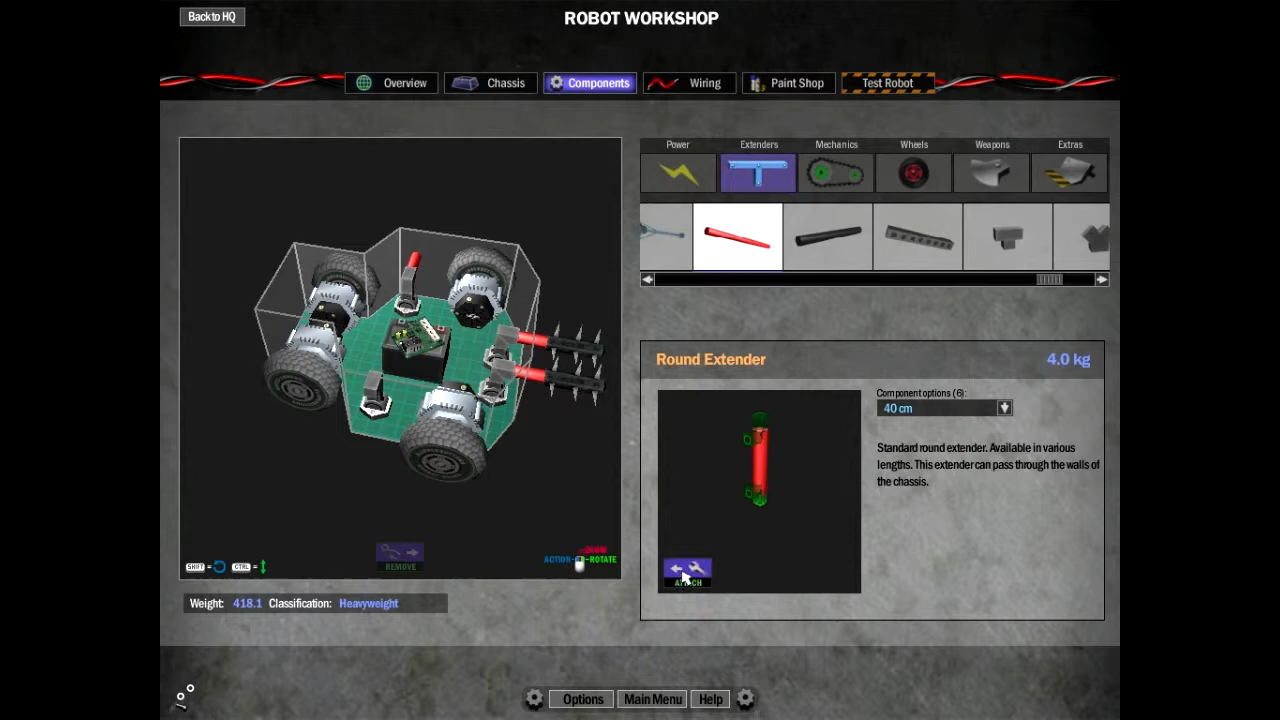 Back to HQ
ROBOT WORKSHOP
Overview
Chassis
Components
Wiring
Paint Shop
Test Robot
Power
Extenders
Mechanics
Wheels
Weapons
Extras
Round Extender
4.0 kg
Component options (6):
40 cm
Standard round extender. Available in various
lengths. This extender can pass through the walls of
the chassis.
ATTACH
REMOVE
SHIFT =
CTRL =
ACTION
ROTATE
Weight: 418.1 Classification: Heavyweight
Options
Main Menu
Help